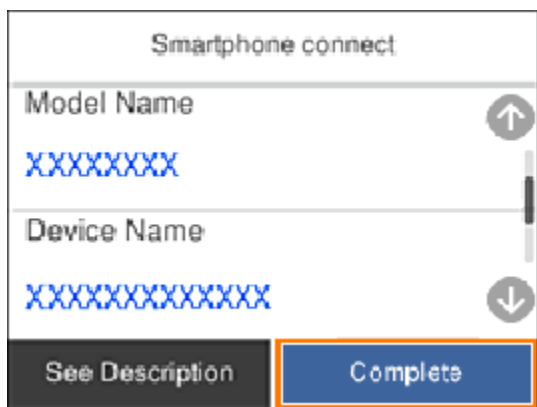 Smartphone connect
Model Name
XXXXXXXX
Device Name
XXXXXXXXXXXXX
See Description
Complete